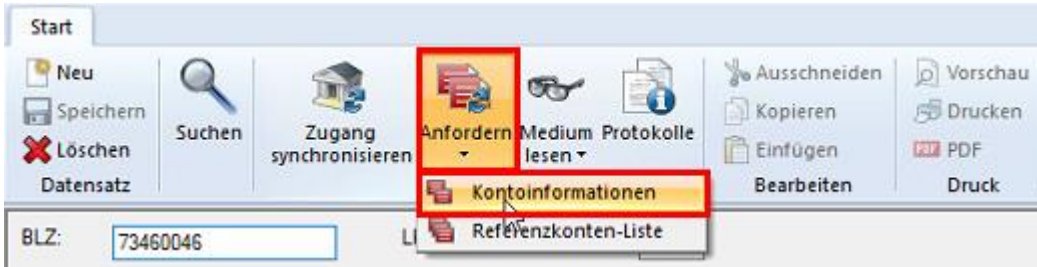 Start
Neu
Speichern
Löschen
Datensatz
Suchen
Zugang
synchronisieren
Anfordern
Medium
lesen
Protokolle
Ausschneiden
Kopieren
Einfügen
Bearbeiten
Vorschau
Drucken
PDF
PDF
Druck
Kontoinformationen
Referenzkonten-Liste
BLZ:
73460046